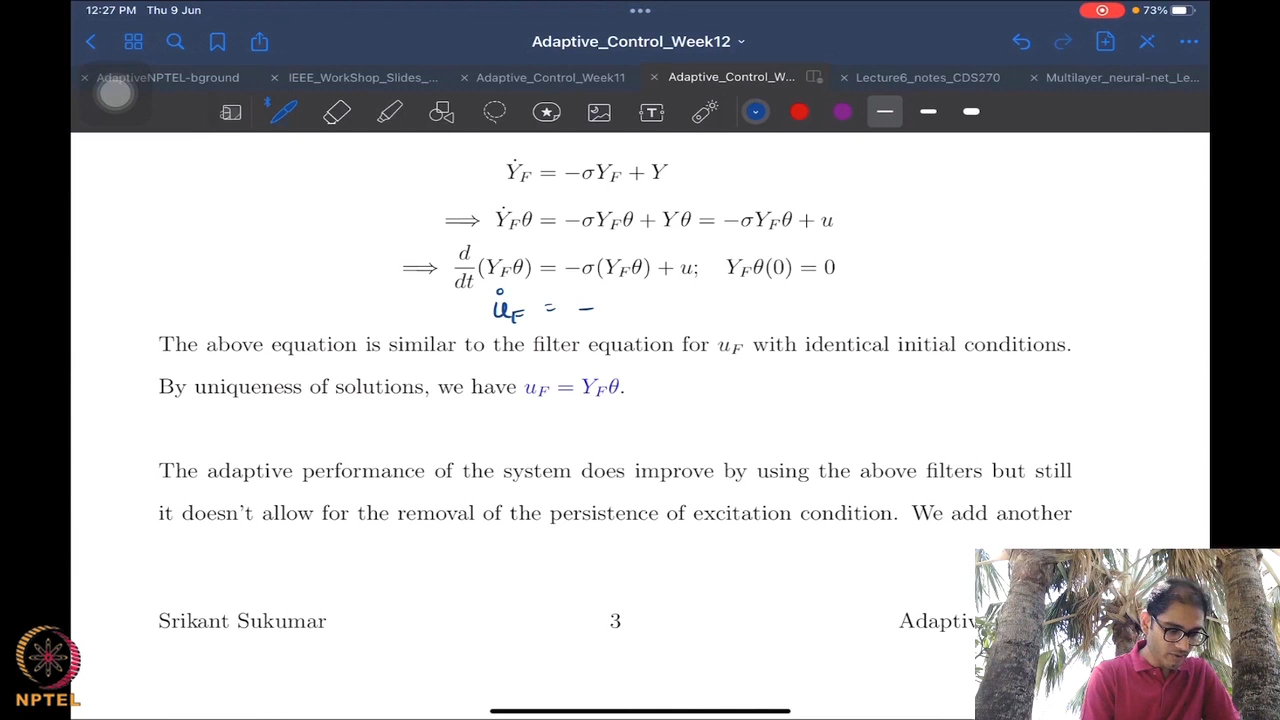 12:27 PM Thu 9 Jun
73%
Adaptive_Control_Week12
AdaptiveNPTEL-bground
IEEE_WorkShop_Slides_...
Adaptive_Control_Week11
Adaptive_Control_W...
Lecture6_notes_CDS270
Multilayer_neural-net_Le...
Ẏ_F = −σY_F + Y
⟹ Ẏ_Fθ = −σY_Fθ + Yθ = −σY_Fθ + u
⟹ d/dt (Y_Fθ) = −σ(Y_Fθ) + u; Y_Fθ(0) = 0
u̇_F = −
The above equation is similar to the filter equation for u_F with identical initial conditions.
By uniqueness of solutions, we have u_F = Y_Fθ.
The adaptive performance of the system does improve by using the above filters but still
it doesn't allow for the removal of the persistence of excitation condition. We add another
Srikant Sukumar
3
Adaptiv
NPTEL